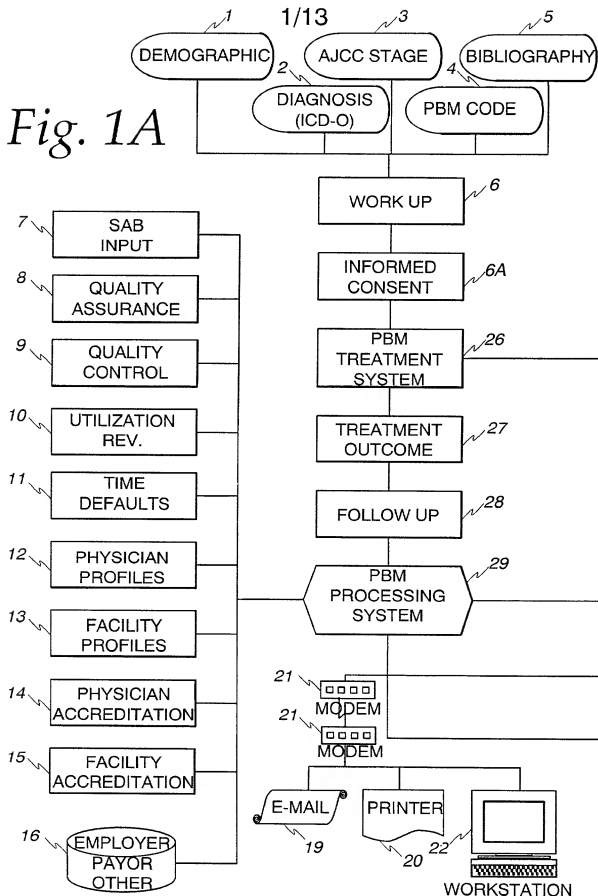 1/13
Fig. 1A
1
DEMOGRAPHIC
2
DIAGNOSIS
(ICD-O)
3
AJCC STAGE
4
PBM CODE
5
BIBLIOGRAPHY
6
WORK UP
6A
INFORMED
CONSENT
26
PBM
TREATMENT
SYSTEM
27
TREATMENT
OUTCOME
28
FOLLOW UP
29
PBM
PROCESSING
SYSTEM
7
SAB
INPUT
8
QUALITY
ASSURANCE
9
QUALITY
CONTROL
10
UTILIZATION
REV.
11
TIME
DEFAULTS
12
PHYSICIAN
PROFILES
13
FACILITY
PROFILES
14
PHYSICIAN
ACCREDITATION
15
FACILITY
ACCREDITATION
16
EMPLOYER
PAYOR
OTHER
21
MODEM
21
MODEM
E-MAIL
19
PRINTER
20
22
WORKSTATION